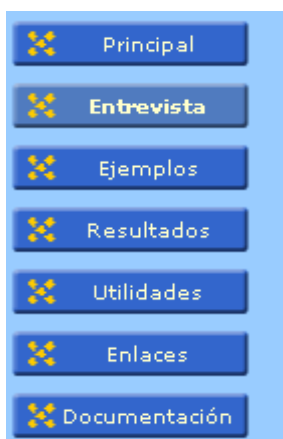 Principal
Entrevista
Ejemplos
Resultados
Utilidades
Enlaces
Documentación